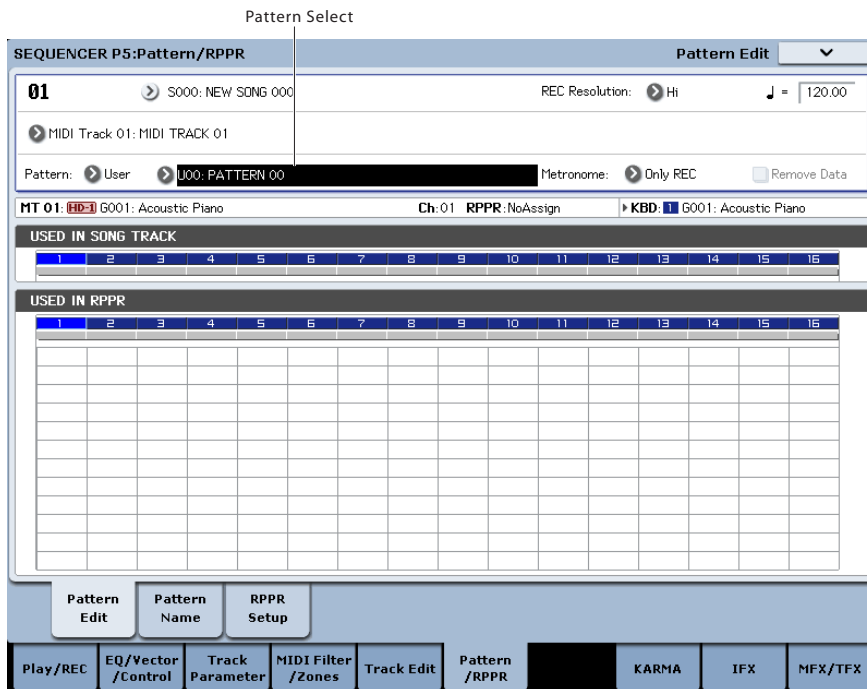 Pattern Select
SEQUENCER P5:Pattern/RPPR Pattern Edit
01 S000: NEW SONG 000 REC Resolution: Hi ♩ = 120.00
MIDI Track 01: MIDI TRACK 01
Pattern: User U00: PATTERN 00 Metronome: Only REC Remove Data
MT 01: HD-1 G001: Acoustic Piano Ch:01 RPPR:NoAssign KBD: 1 G001: Acoustic Piano
USED IN SONG TRACK
1 2 3 4 5 6 7 8 9 10 11 12 13 14 15 16
USED IN RPPR
1 2 3 4 5 6 7 8 9 10 11 12 13 14 15 16
Pattern Pattern RPPR
Edit Name Setup
Play/REC EQ/Vector Track MIDI Filter Track Edit Pattern KARMA IFX MFX/TFX
/Control Parameter /Zones /RPPR